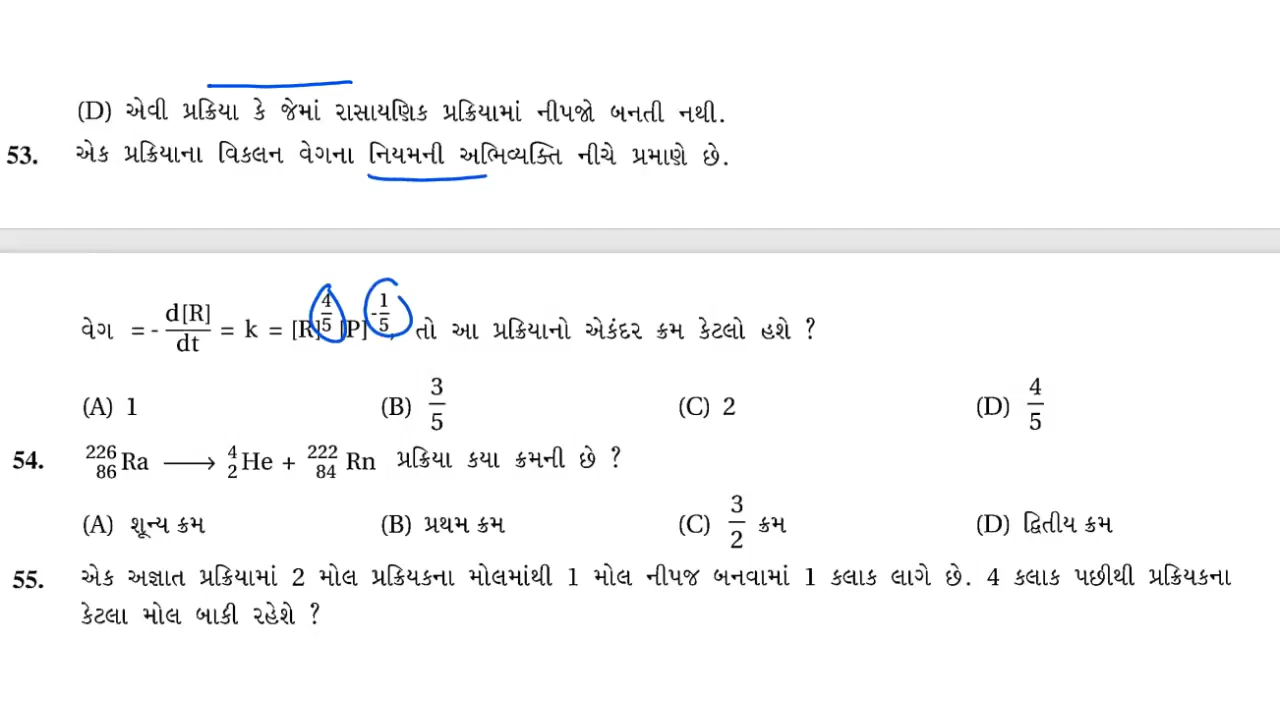 (D) એવી પ્રક્રિયા કે જેમાં રાસાયણિક પ્રક્રિયામાં નીપજો બનતી નથી.
53. એક પ્રક્રિયાના વિકલન વેગના નિયમની અભિવ્યક્તિ નીચે પ્રમાણે છે.
વેગ = - d[R]/dt = k = [R]^4/5 [P]^-1/5, તો આ પ્રક્રિયાનો એકંદર ક્રમ કેટલો હશે ?
(A) 1 (B) 3/5 (C) 2 (D) 4/5
54. ²²⁶₈₆Ra ⟶ ⁴₂He + ²²²₈₄Rn પ્રક્રિયા કયા ક્રમની છે ?
(A) શૂન્ય ક્રમ (B) પ્રથમ ક્રમ (C) 3/2 ક્રમ (D) દ્વિતીય ક્રમ
55. એક અજ્ઞાત પ્રક્રિયામાં 2 મોલ પ્રક્રિયકના મોલમાંથી 1 મોલ નીપજ બનવામાં 1 કલાક લાગે છે. 4 કલાક પછીથી પ્રક્રિયકના
કેટલા મોલ બાકી રહેશે ?